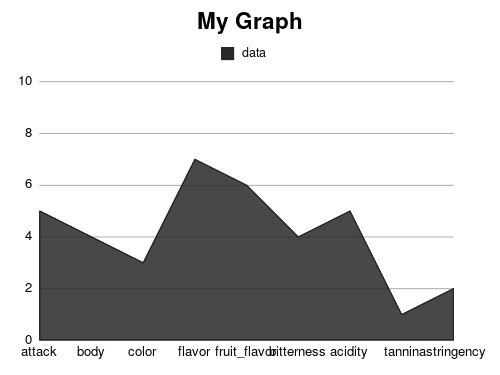 My Graph
data
10
8
6
4
2
0
attack body color flavor fruit_flavor bitterness acidity tannin astringency